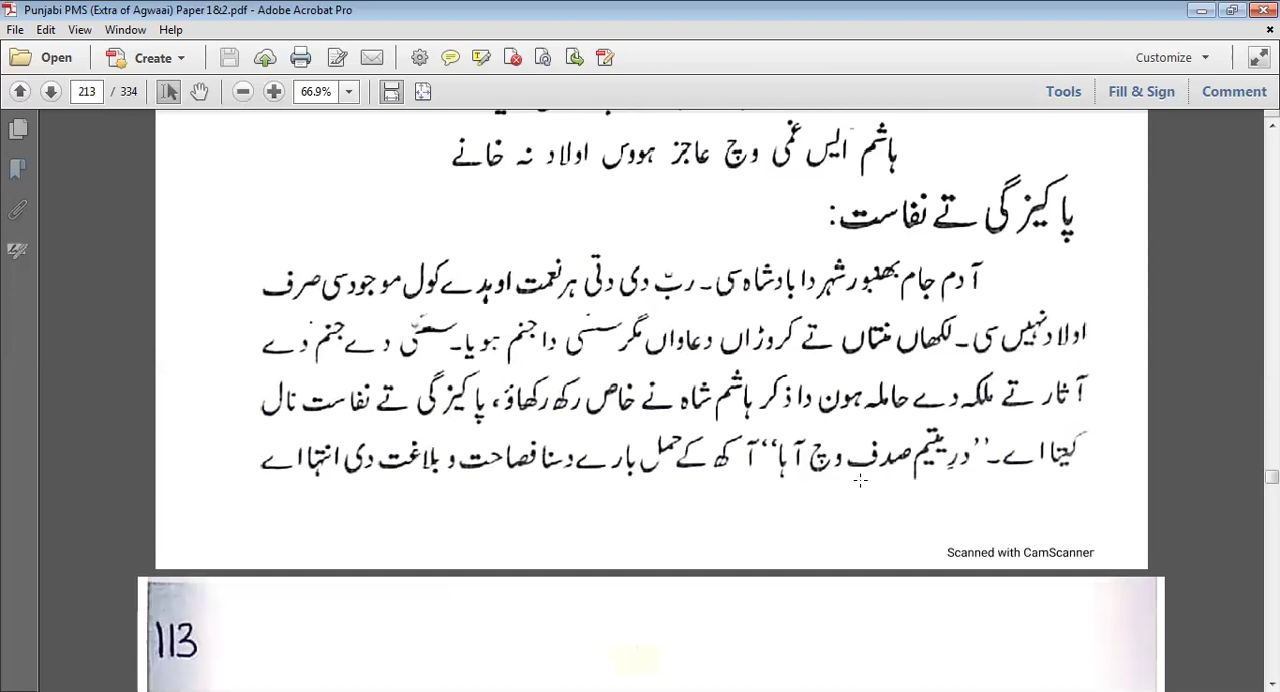 Punjabi PMS (Extra of Agwaai) Paper 1&2.pdf - Adobe Acrobat Pro
File Edit View Window Help
Open Create Customize
213 / 334 66.9% Tools Fill & Sign Comment
ہاشم ایس غمی وچ عاجز ہووس اولاد نہ خانے
پاکیزگی تے نفاست:
آدم جام بھنبور شہر دا بادشاہ سی۔ ربّ دی دتی ہر نعمت اوہدے کول موجود سی صرف
اولاد نہیں سی۔ لکھاں منتاں تے کروڑاں دعاواں مگر سسی دا جنم ہویا۔ سسّی دے جنم دے
آثار تے ملکہ دے حاملہ ہون دا ذکر ہاشم شاہ نے خاص رکھ رکھاؤ، پاکیزگی تے نفاست نال
کیتا اے۔ ’’درِ یتیم صدف وچ آہا‘‘ آکھ کے حمل بارے دسنا فصاحت و بلاغت دی انتہا اے
Scanned with CamScanner
113